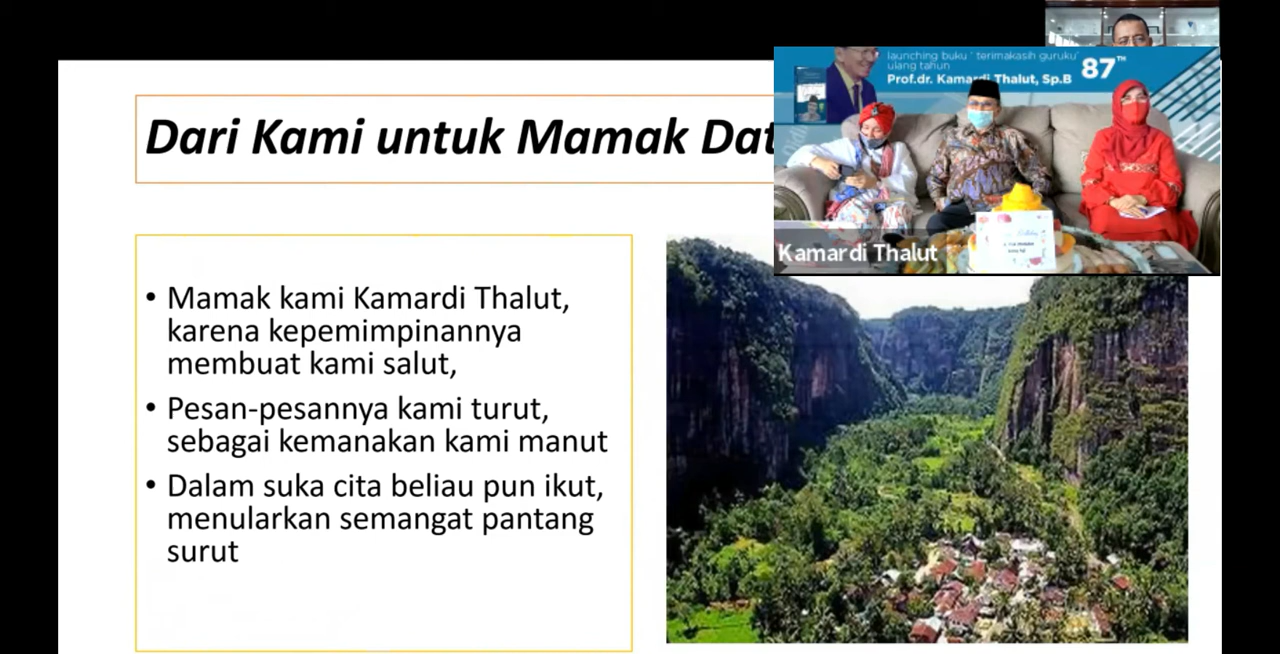 Dari Kami untuk Mamak
launching buku ' terimakasih guruku'
ulang tahun
Prof.dr. Kamardi Thalut, Sp.B
87TH
Kamardi Thalut
• Mamak kami Kamardi Thalut,
karena kepemimpinannya
membuat kami salut,
• Pesan-pesannya kami turut,
sebagai kemanakan kami manut
• Dalam suka cita beliau pun ikut,
menularkan semangat pantang
surut